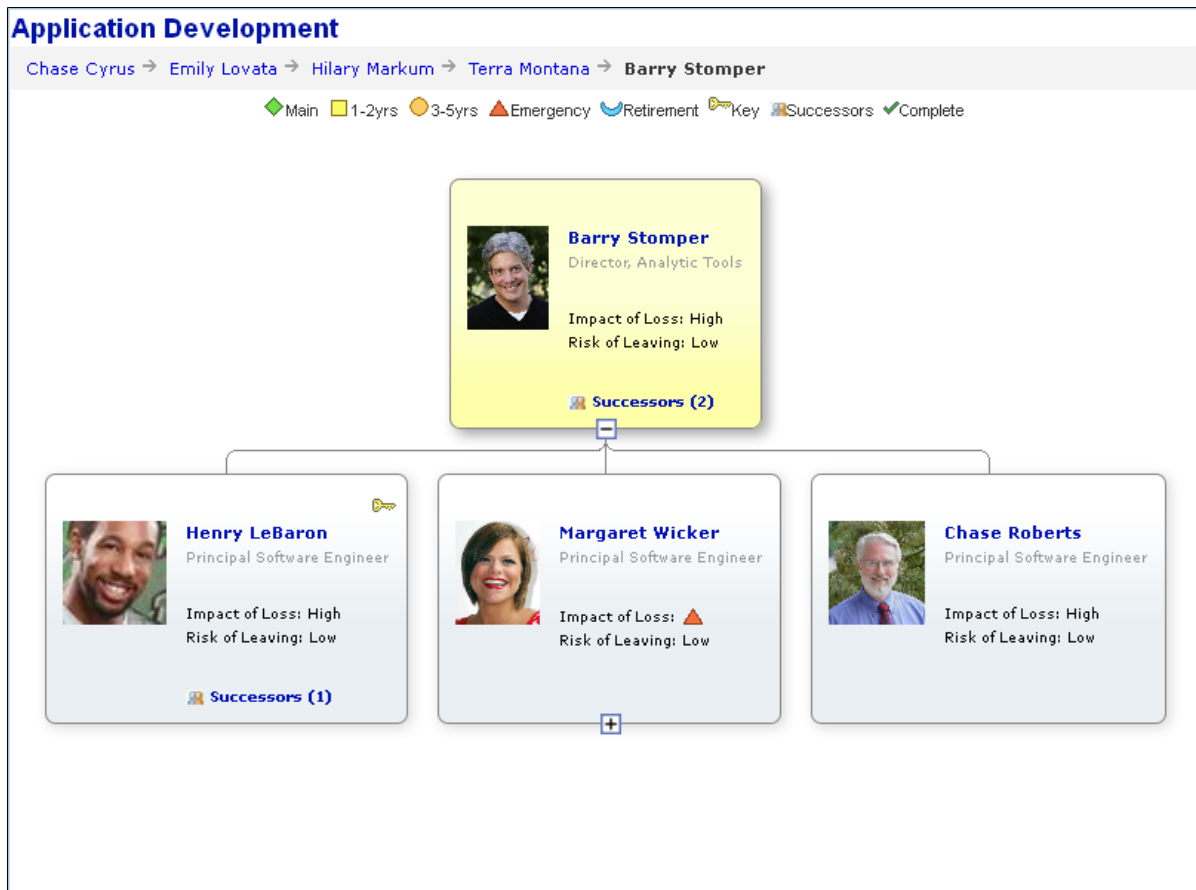 Application Development
Chase Cyrus Emily Lovata Hilary Markum Terra Montana Barry Stomper
Main 1-2yrs 3-5yrs Emergency Retirement Key Successors Complete
Barry Stomper
Director, Analytic Tools
Impact of Loss: High
Risk of Leaving: Low
Successors (2)
Henry LeBaron
Principal Software Engineer
Impact of Loss: High
Risk of Leaving: Low
Successors (1)
Margaret Wicker
Principal Software Engineer
Impact of Loss:
Risk of Leaving: Low
Chase Roberts
Principal Software Engineer
Impact of Loss: High
Risk of Leaving: Low